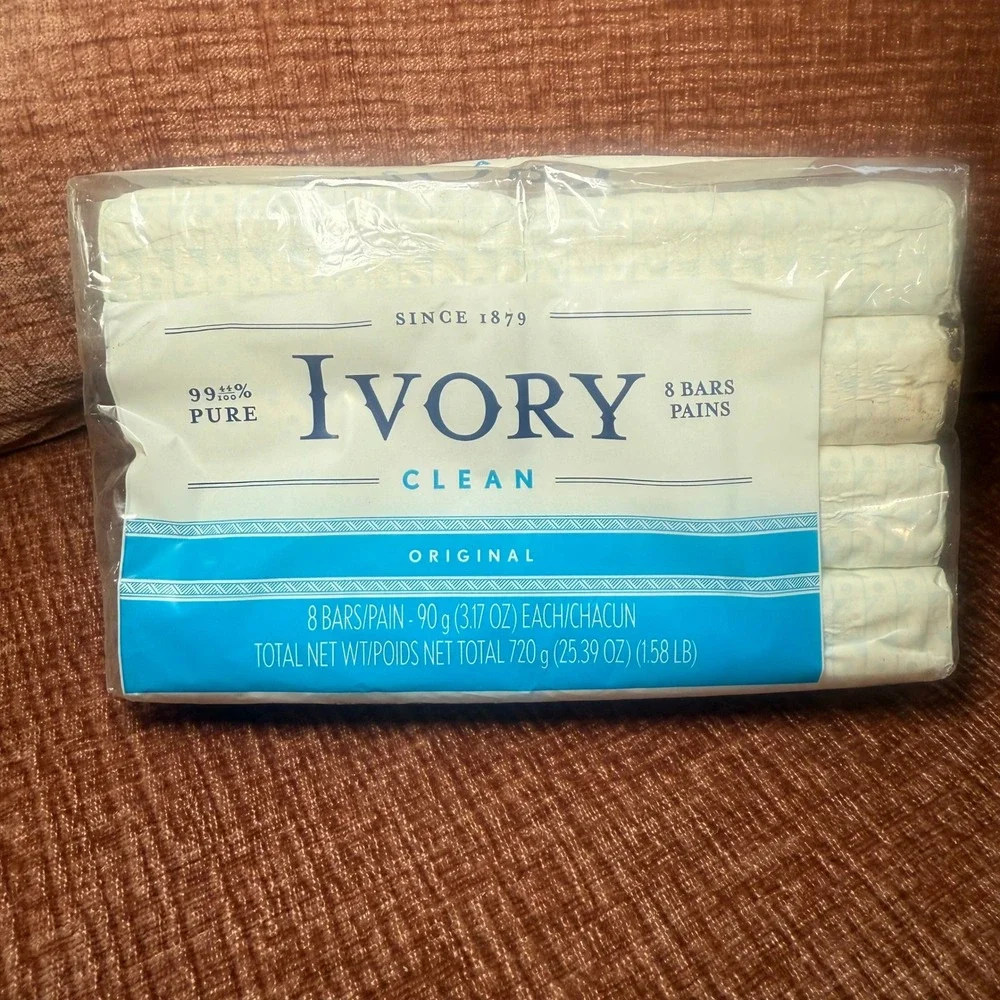 SINCE 1879
99 44/100% PURE
IVORY
8 BARS
PAINS
CLEAN
ORIGINAL
8 BARS/PAIN - 90 g (3.17 OZ) EACH/CHACUN
TOTAL NET WT/POIDS NET TOTAL 720 g (25.39 OZ) (1.58 LB)